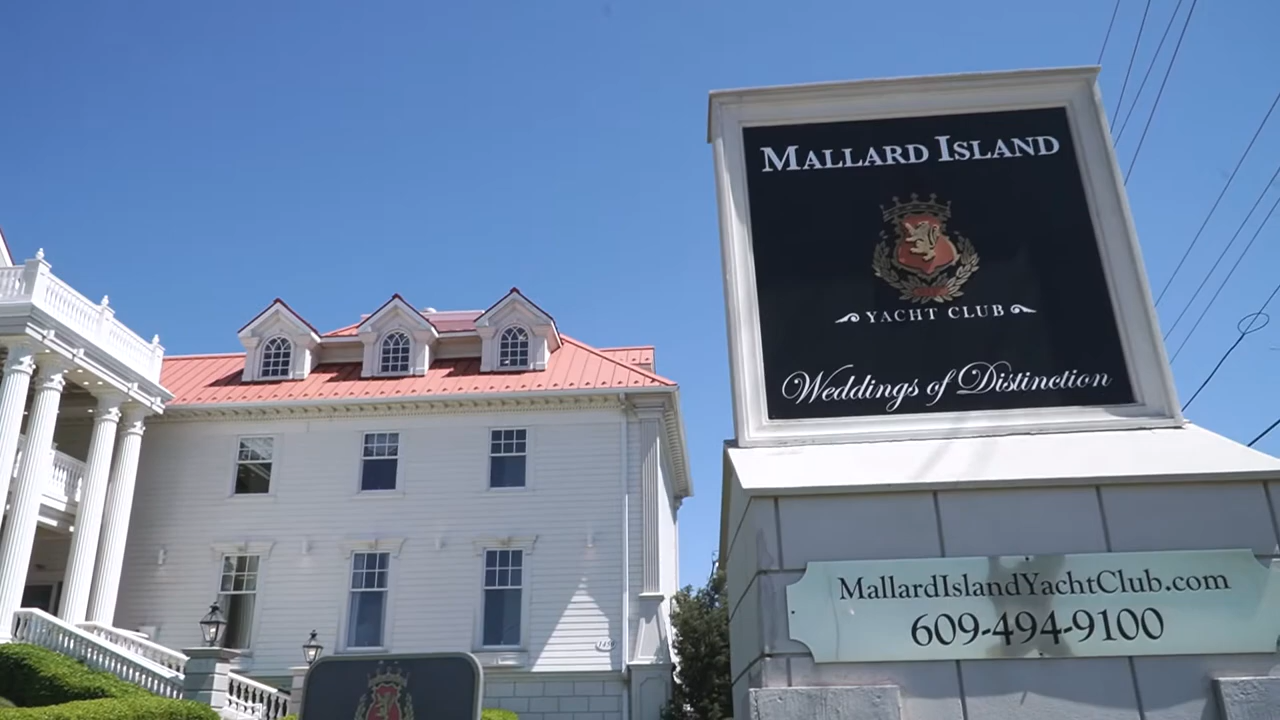 MALLARD ISLAND
YACHT CLUB
Weddings of Distinction
MallardIslandYachtClub.com
609-494-9100